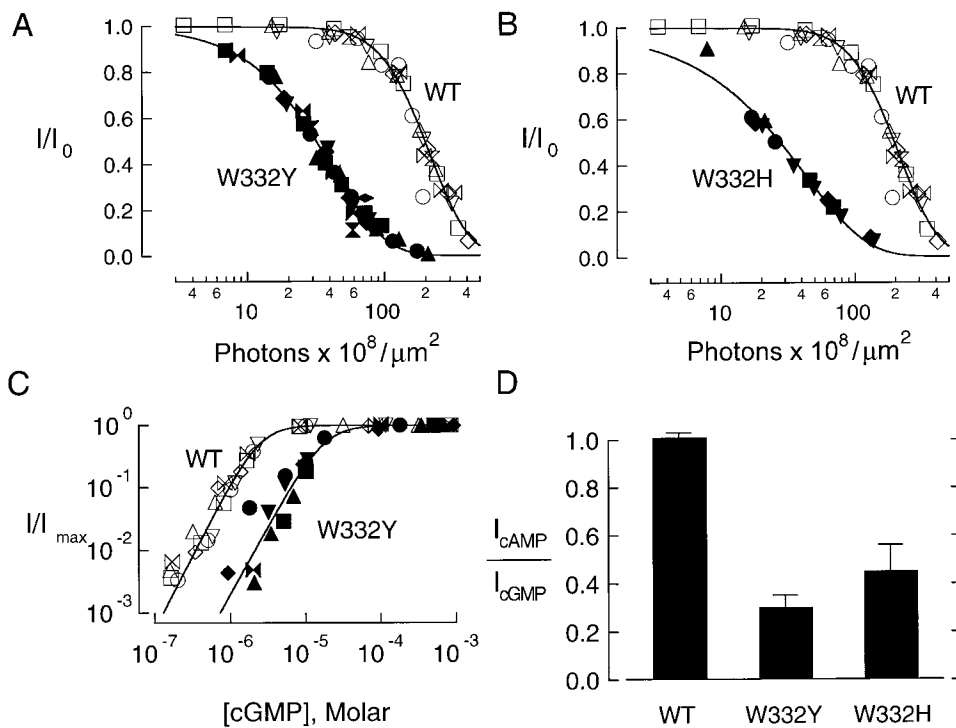 A
1.0
0.8
I/I0
0.6
0.4
0.2
0.0
WT
W332Y
4 6 2 4 6 2 4
10 100
Photons x 10^8/μm^2
B
1.0
0.8
I/I0
0.6
0.4
0.2
0.0
WT
W332H
4 6 2 4 6 2 4
10 100
Photons x 10^8/μm^2
C
10^0
10^-1
I/I max
10^-2
10^-3
WT
W332Y
10^-7 10^-6 10^-5 10^-4 10^-3
[cGMP], Molar
D
1.0
0.8
IcAMP
IcGMP
0.6
0.4
0.2
0.0
WT W332Y W332H